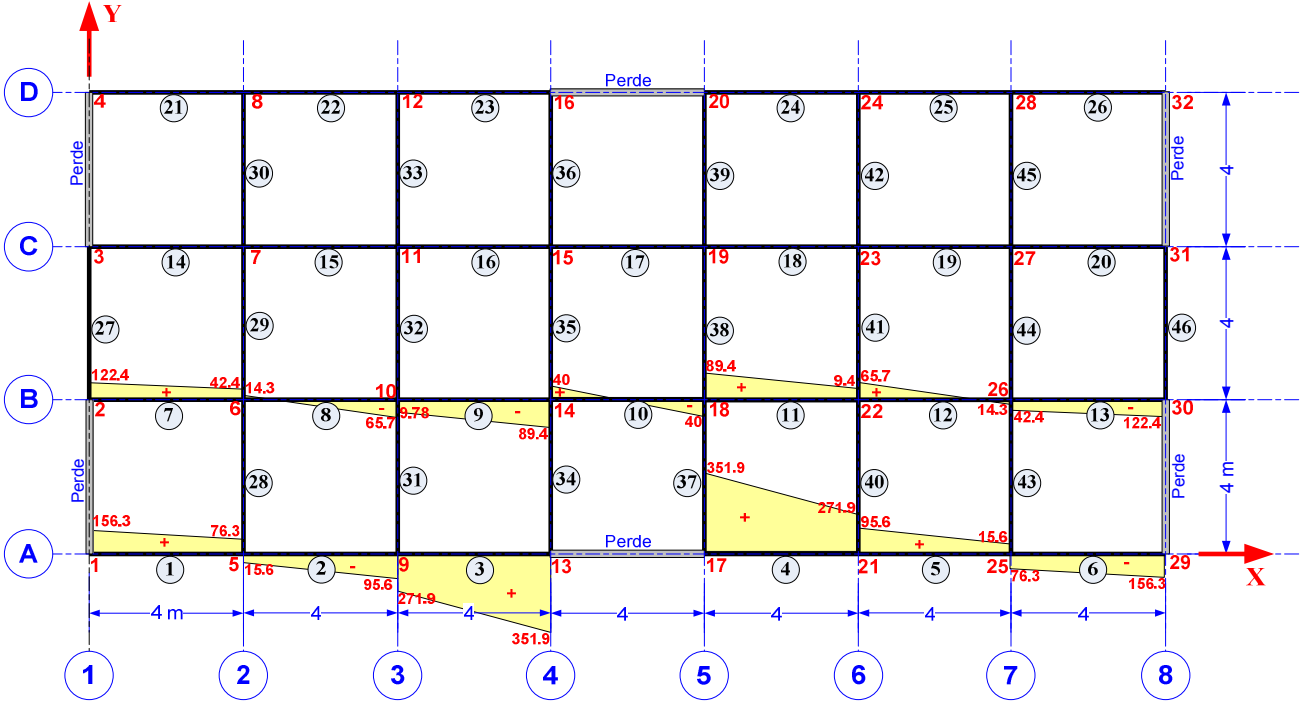 Y
Perde
D
4 21 8 22 12 23 16 20 24 24 25 28 26 32
Perde 30 33 36 39 42 45 Perde 4
C
3 14 7 15 11 16 15 17 19 18 23 19 27 20 31
27 29 32 35 38 41 44 46 4
122.4 + 42.4 14.3 10 40 + 89.4 + 9.4 65.7 + 26
B
2 7 6 8 - 65.7 9.78 9 - 89.4 14 10 - 40 18 11 22 12 14.3 42.4 13 - 122.4 30
Perde 28 31 34 37 351.9 + 271.9 40 43 Perde 4 m
156.3 + 76.3 95.6 + 15.6
Perde
A
1 1 5 15.6 2 - 95.6 9 271.9 3 + 351.9 13 17 4 21 5 25 76.3 6 - 156.3 29
X
4 m 4 4 4 4 4 4
1 2 3 4 5 6 7 8